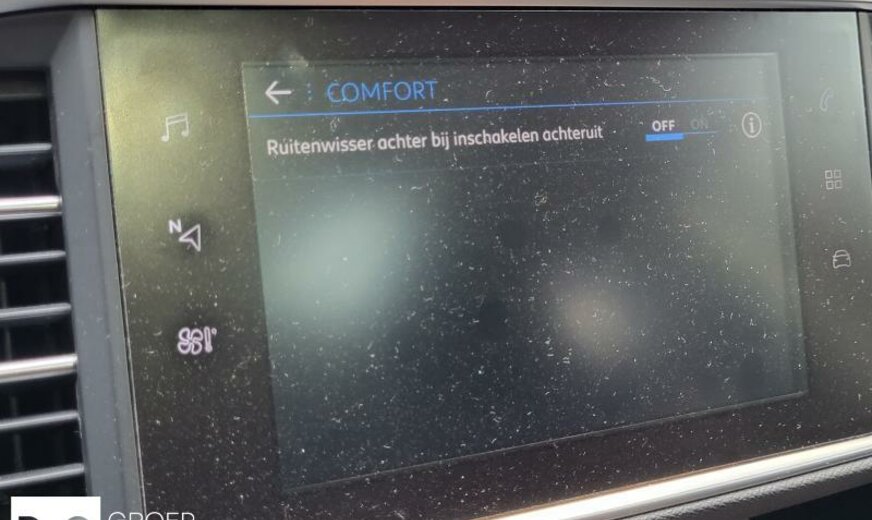 COMFORT
Ruitenwisser achter bij inschakelen achteruit OFF ON
N
GROEP